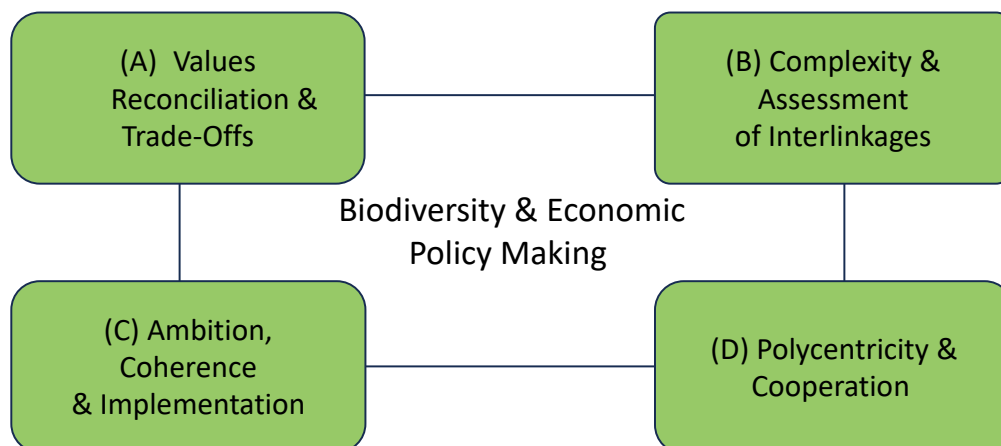 (A) Values
Reconciliation &
Trade-Offs
(B) Complexity &
Assessment
of Interlinkages
Biodiversity & Economic
Policy Making
(C) Ambition,
Coherence
& Implementation
(D) Polycentricity &
Cooperation